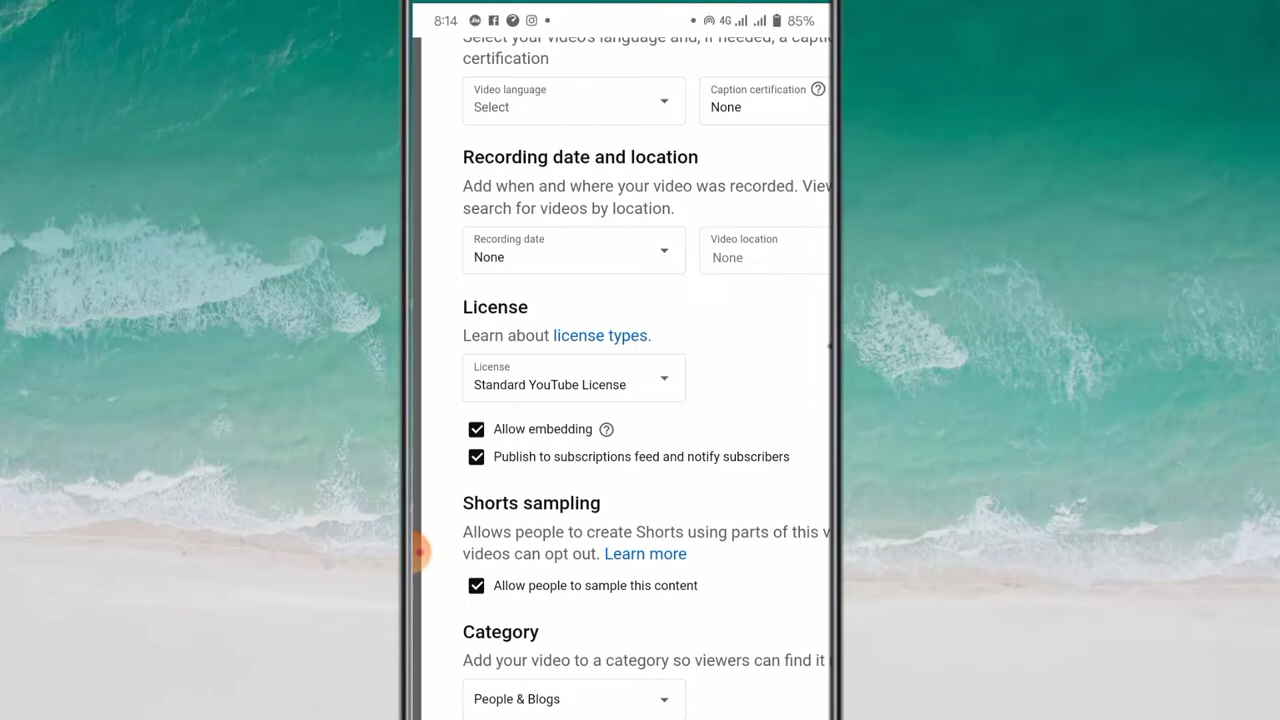 8:14 4G 85%
Select your video's language and, if needed, a capti
certification
Video language
Select
Caption certification
None
Recording date and location
Add when and where your video was recorded. View
search for videos by location.
Recording date
None
Video location
None
License
Learn about license types.
License
Standard YouTube License
Allow embedding
Publish to subscriptions feed and notify subscribers
Shorts sampling
Allows people to create Shorts using parts of this v
videos can opt out. Learn more
Allow people to sample this content
Category
Add your video to a category so viewers can find it
People & Blogs